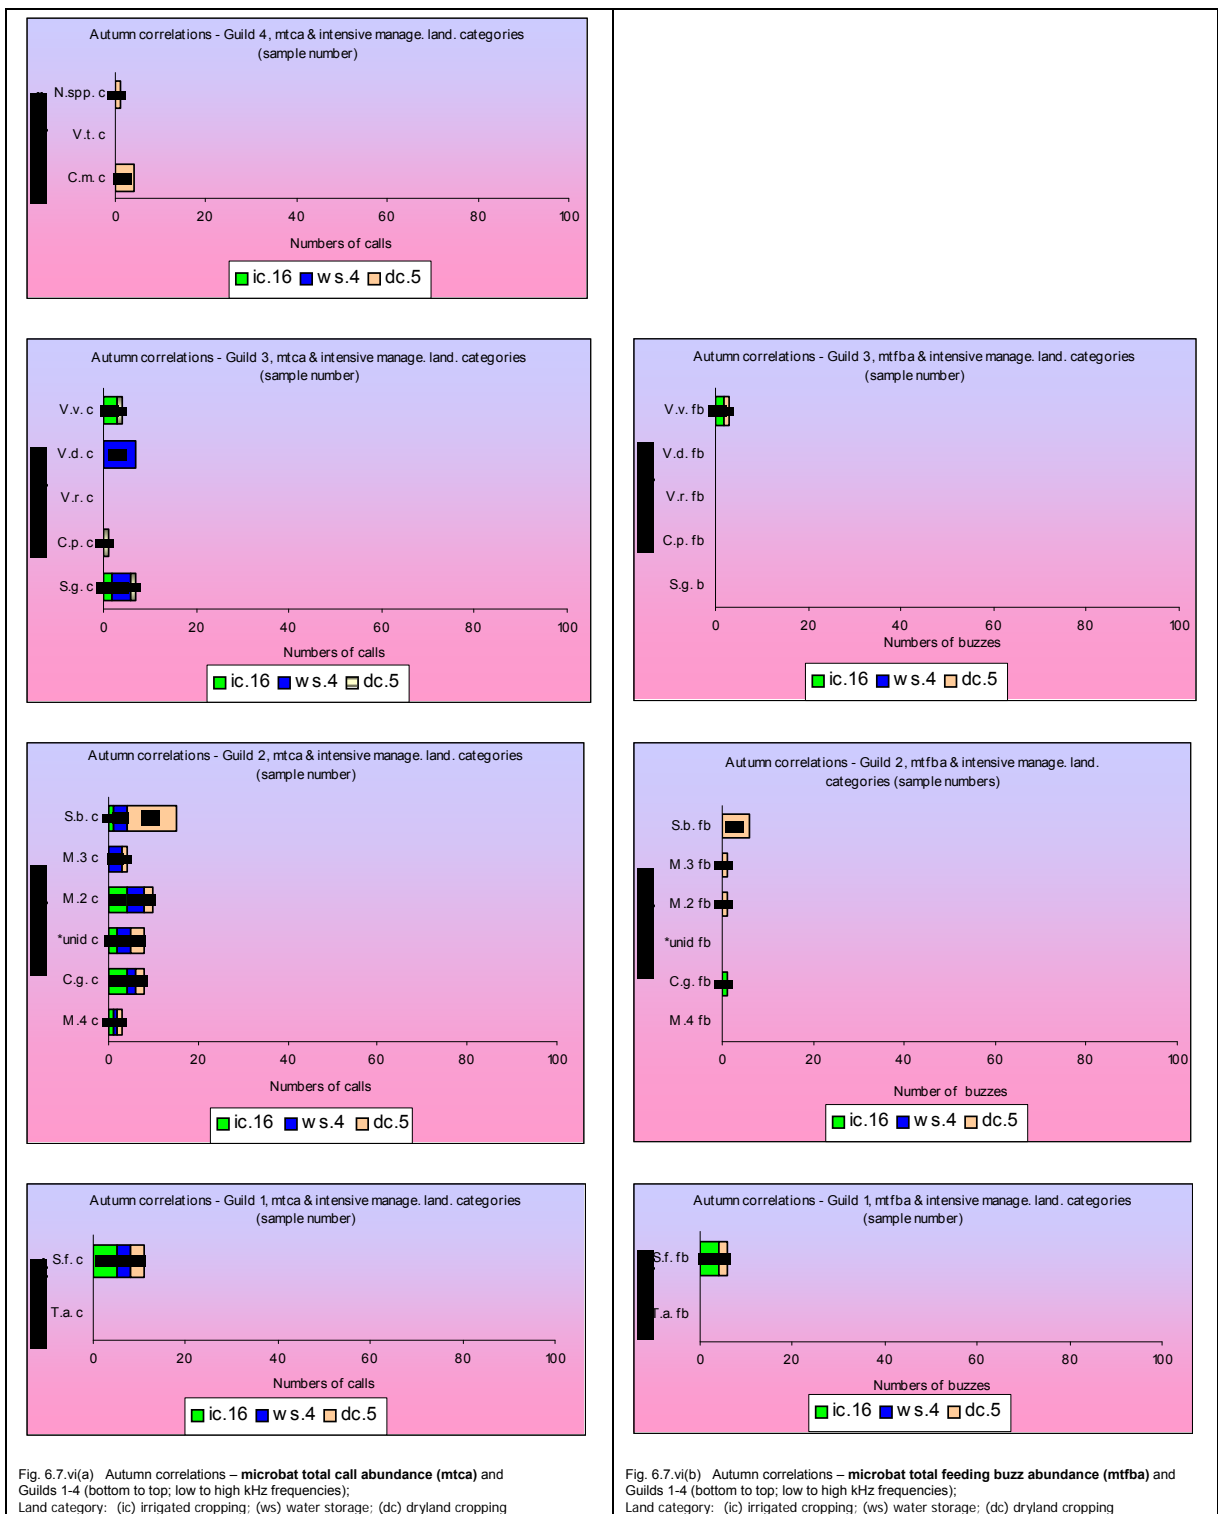 Autumn correlations - Guild 4, mtca & intensive manage. land. categories
(sample number)
N.spp. c
V.t. c
C.m. c
0 20 40 60 80 100
Numbers of calls
ic.16 ws.4 dc.5
Autumn correlations - Guild 3, mtca & intensive manage. land. categories
(sample number)
V.v. c
V.d. c
V.r. c
C.p. c
S.g. c
0 20 40 60 80 100
Numbers of calls
ic.16 ws.4 dc.5
Autumn correlations - Guild 2, mtca & intensive manage. land. categories
(sample number)
S.b. c
M.3 c
M.2 c
*unid c
C.g. c
M.4 c
0 20 40 60 80 100
Numbers of calls
ic.16 ws.4 dc.5
Autumn correlations - Guild 1, mtca & intensive manage. land. categories
(sample number)
S.f. c
T.a. c
0 20 40 60 80 100
Numbers of calls
ic.16 ws.4 dc.5
Fig. 6.7.vi(a) Autumn correlations – microbat total call abundance (mtca) and
Guilds 1-4 (bottom to top; low to high kHz frequencies);
Land category: (ic) irrigated cropping; (ws) water storage; (dc) dryland cropping
Autumn correlations - Guild 3, mtfba & intensive manage. land. categories
(sample number)
V.v. fb
V.d. fb
V.r. fb
C.p. fb
S.g. b
0 20 40 60 80 100
Numbers of buzzes
ic.16 ws.4 dc.5
Autumn correlations - Guild 2, mtfba & intensive manage. land.
categories (sample numbers)
S.b. fb
M.3 fb
M.2 fb
*unid fb
C.g. fb
M.4 fb
0 20 40 60 80 100
Number of buzzes
ic.16 ws.4 dc.5
Autumn correlations - Guild 1, mtfba & intensive manage. land. categories
(sample number)
S.f. fb
T.a. fb
0 20 40 60 80 100
Numbers of buzzes
ic.16 ws.4 dc.5
Fig. 6.7.vi(b) Autumn correlations – microbat total feeding buzz abundance (mtfba) and
Guilds 1-4 (bottom to top; low to high kHz frequencies);
Land category: (ic) irrigated cropping; (ws) water storage; (dc) dryland cropping